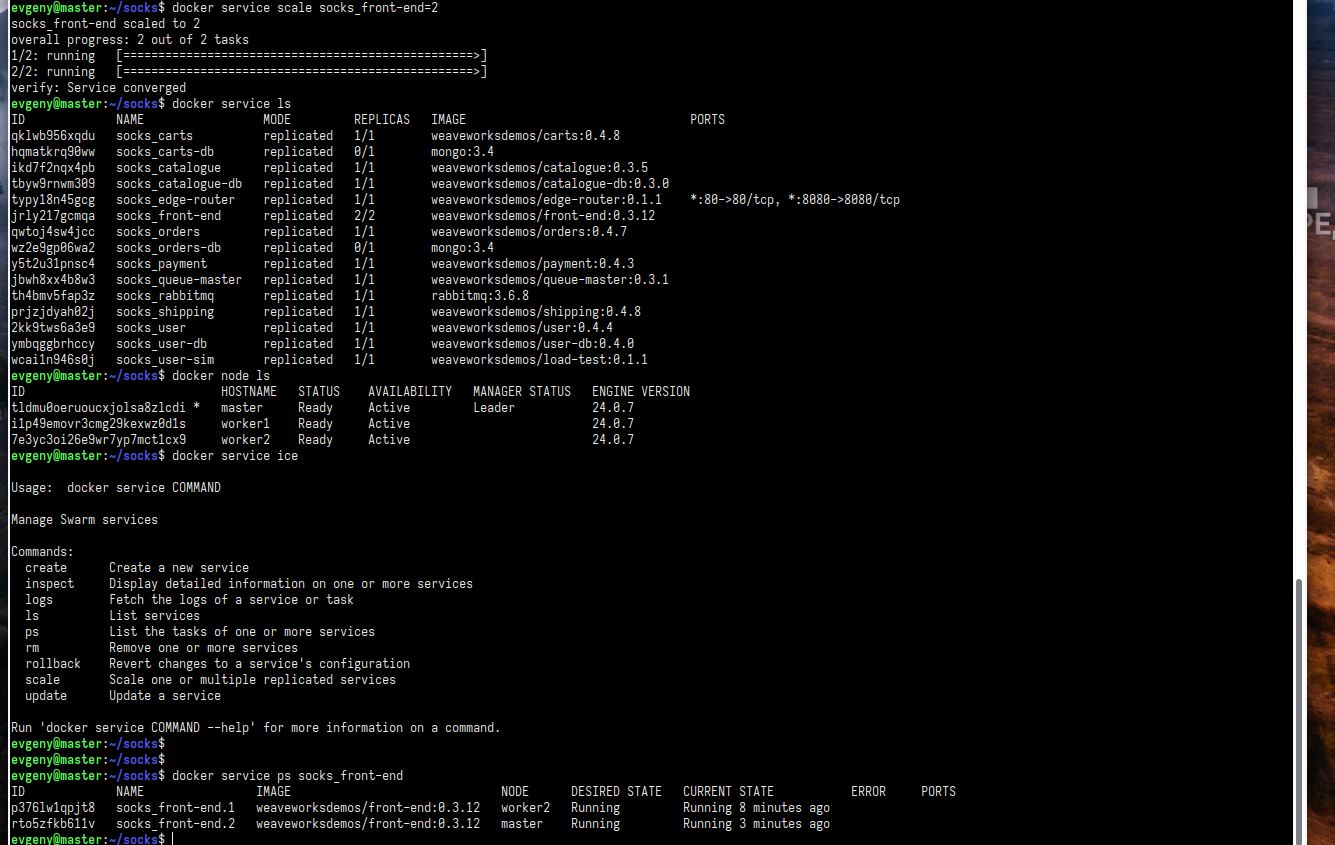 evgeny@master:~/socks$ docker service scale socks_front-end=2
socks_front-end scaled to 2
overall progress: 2 out of 2 tasks
1/2: running   [==================================================>]
2/2: running   [==================================================>]
verify: Service converged
evgeny@master:~/socks$ docker service ls
ID             NAME                 MODE         REPLICAS   IMAGE                                PORTS
qklwb956xqdu   socks_carts          replicated   1/1        weaveworksdemos/carts:0.4.8
hqmatkrq90ww   socks_carts-db       replicated   0/1        mongo:3.4
ikd7f2nqx4pb   socks_catalogue      replicated   1/1        weaveworksdemos/catalogue:0.3.5
tbyw9rnwm309   socks_catalogue-db   replicated   1/1        weaveworksdemos/catalogue-db:0.3.0
typyl8n45gcg   socks_edge-router    replicated   1/1        weaveworksdemos/edge-router:0.1.1    *:80->80/tcp, *:8080->8080/tcp
jrly217gcmqa   socks_front-end      replicated   2/2        weaveworksdemos/front-end:0.3.12
qwtoj4sw4jcc   socks_orders         replicated   1/1        weaveworksdemos/orders:0.4.7
wz2e9gp06wa2   socks_orders-db      replicated   0/1        mongo:3.4
y5t2u31pnsc4   socks_payment        replicated   1/1        weaveworksdemos/payment:0.4.3
jbwh8xx4b8w3   socks_queue-master   replicated   1/1        weaveworksdemos/queue-master:0.3.1
th4bmv5fap3z   socks_rabbitmq       replicated   1/1        rabbitmq:3.6.8
prjzjdyah02j   socks_shipping       replicated   1/1        weaveworksdemos/shipping:0.4.8
2kk9tws6a3e9   socks_user           replicated   1/1        weaveworksdemos/user:0.4.4
ymbqggbrhccy   socks_user-db        replicated   1/1        weaveworksdemos/user-db:0.4.0
wcai1n946s0j   socks_user-sim       replicated   1/1        weaveworksdemos/load-test:0.1.1
evgeny@master:~/socks$ docker node ls
ID                            HOSTNAME   STATUS    AVAILABILITY   MANAGER STATUS   ENGINE VERSION
tldmu0oeruoucxjolsa8zlcdi *   master     Ready     Active         Leader           24.0.7
i1p49emovr3cmg29kexwz0d1s     worker1    Ready     Active                          24.0.7
7e3yc3oi26e9wr7yp7mct1cx9     worker2    Ready     Active                          24.0.7
evgeny@master:~/socks$ docker service ice
Usage:  docker service COMMAND
Manage Swarm services
Commands:
  create      Create a new service
  inspect     Display detailed information on one or more services
  logs        Fetch the logs of a service or task
  ls          List services
  ps          List the tasks of one or more services
  rm          Remove one or more services
  rollback    Revert changes to a service's configuration
  scale       Scale one or multiple replicated services
  update      Update a service
Run 'docker service COMMAND --help' for more information on a command.
evgeny@master:~/socks$
evgeny@master:~/socks$
evgeny@master:~/socks$ docker service ps socks_front-end
ID             NAME                IMAGE                              NODE      DESIRED STATE   CURRENT STATE           ERROR     PORTS
p376lw1qpjt8   socks_front-end.1   weaveworksdemos/front-end:0.3.12   worker2   Running         Running 8 minutes ago
rto5zfkb611v   socks_front-end.2   weaveworksdemos/front-end:0.3.12   master    Running         Running 3 minutes ago
evgeny@master:~/socks$